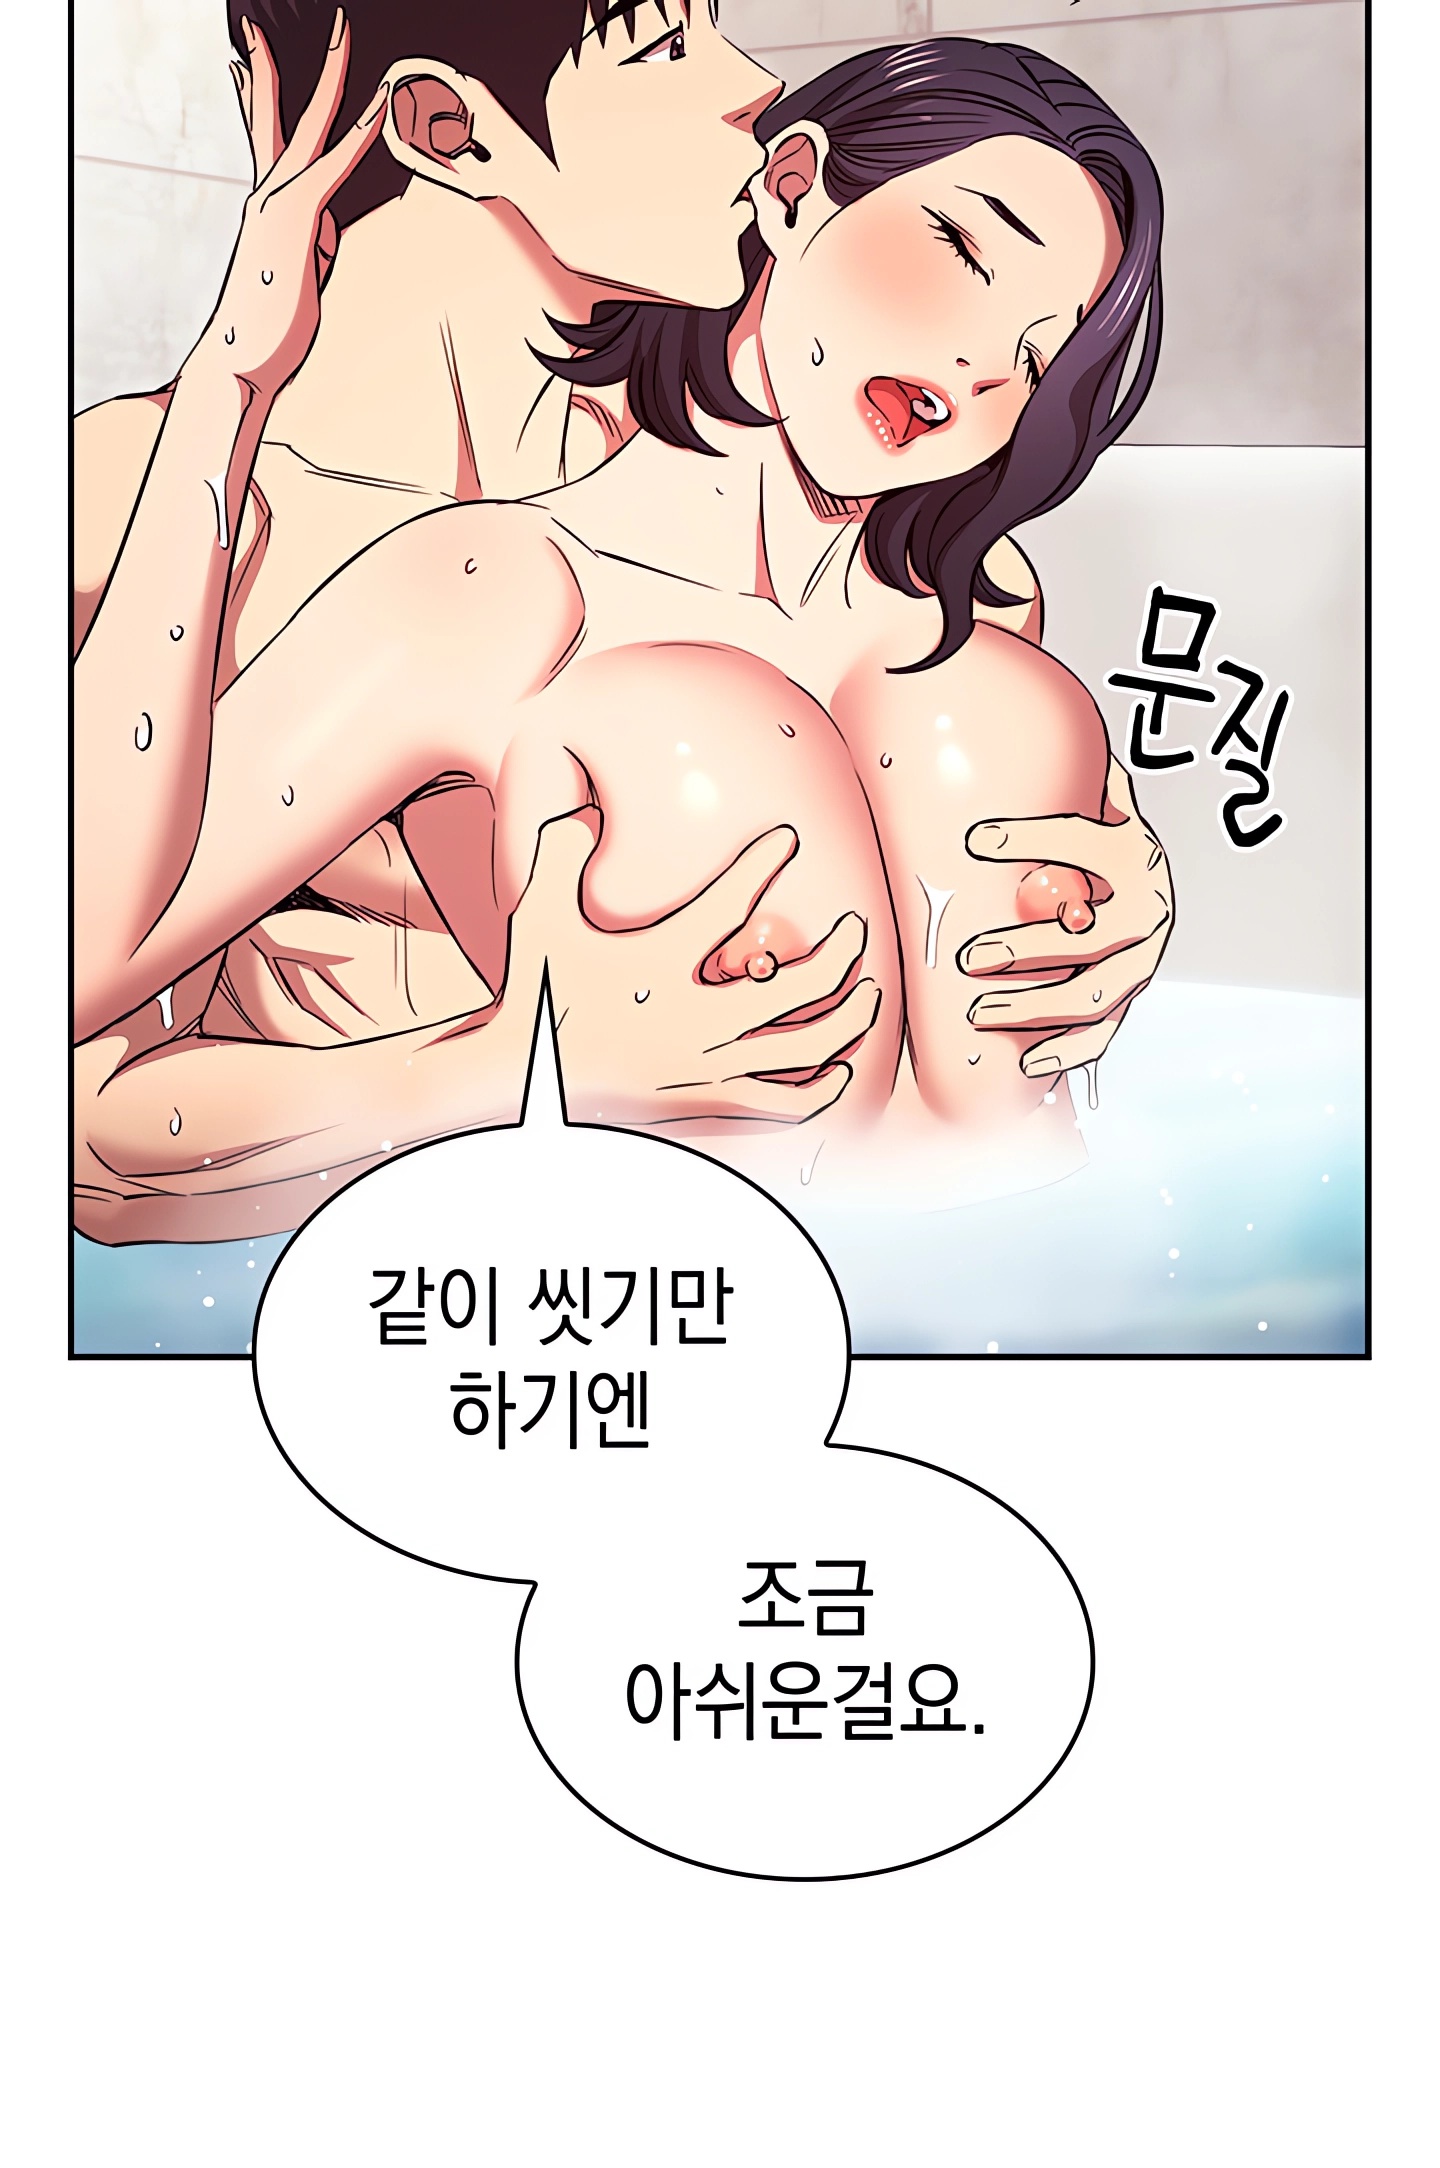 문질
같이 씻기만
하기엔
조금
아쉬운걸요.